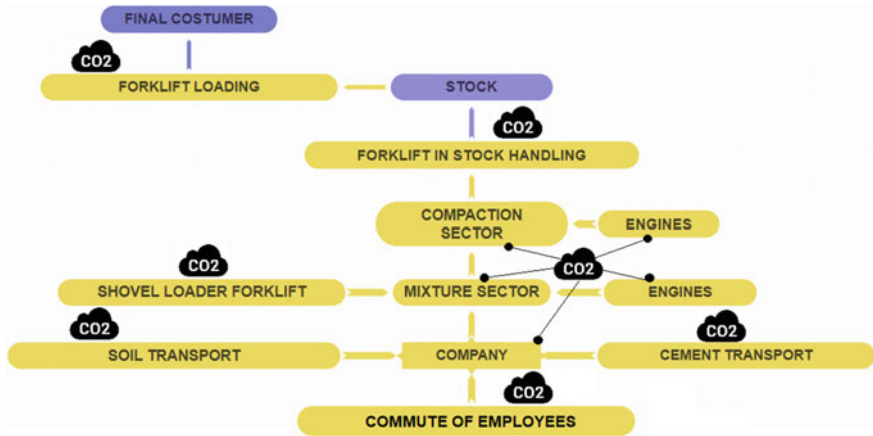 FINAL COSTUMER
CO2
FORKLIFT LOADING
STOCK
CO2
FORKLIFT IN STOCK HANDLING
COMPACTION
SECTOR
ENGINES
CO2
CO2
SHOVEL LOADER FORKLIFT
MIXTURE SECTOR
ENGINES
CO2
CO2
SOIL TRANSPORT
COMPANY
CEMENT TRANSPORT
CO2
COMMUTE OF EMPLOYEES